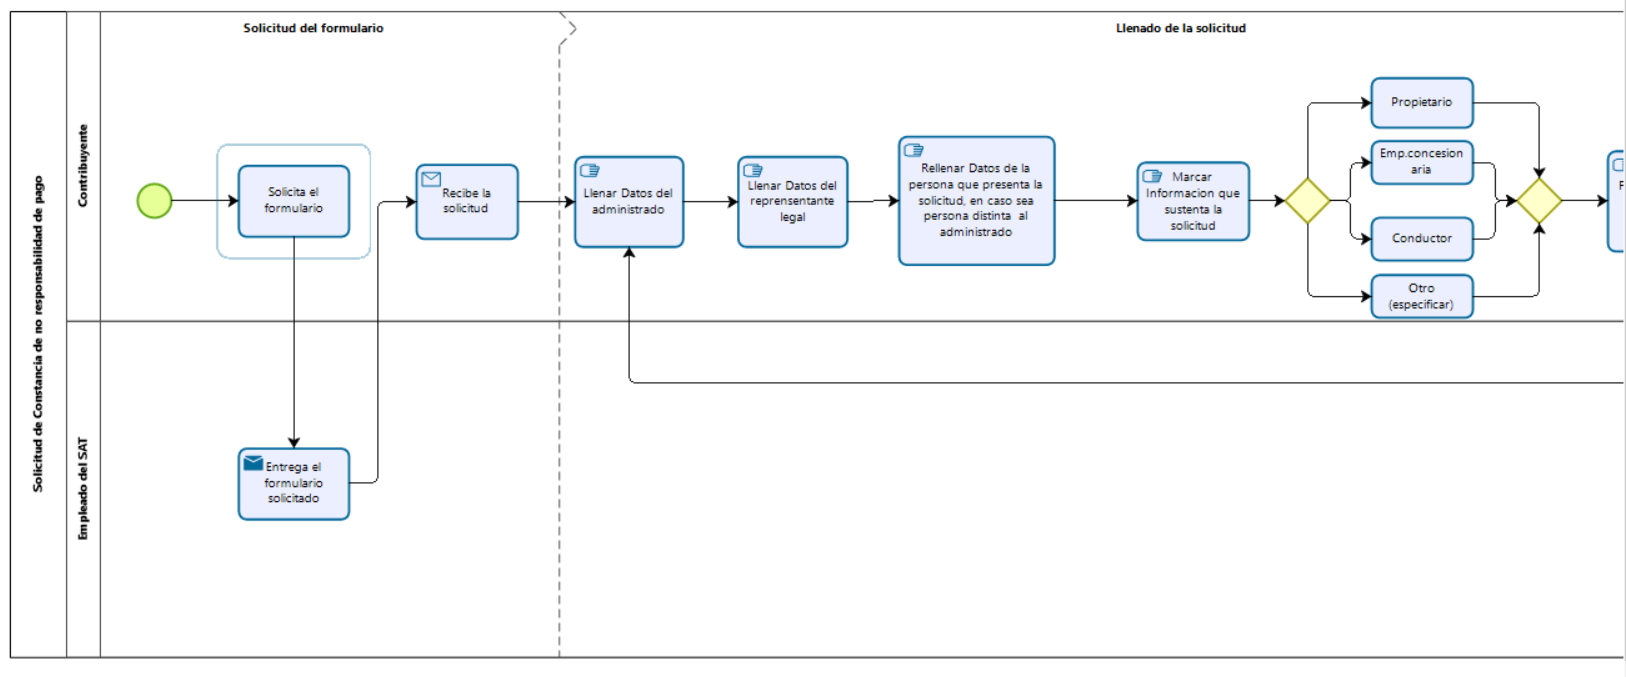 Solicitud de Constancia de no responsabilidad de pago
Contribuyente
Empleado del SAT
Solicitud del formulario
Llenado de la solicitud
Solicita el
formulario
Recibe la
solicitud
Entrega el
formulario
solicitado
Llenar Datos del
administrado
Llenar Datos del
reprensentante
legal
Rellenar Datos de la
persona que presenta la
solicitud, en caso sea
persona distinta al
administrado
Marcar
Informacion que
sustenta la
solicitud
Propietario
Emp.concesion
aria
Conductor
Otro
(especificar)